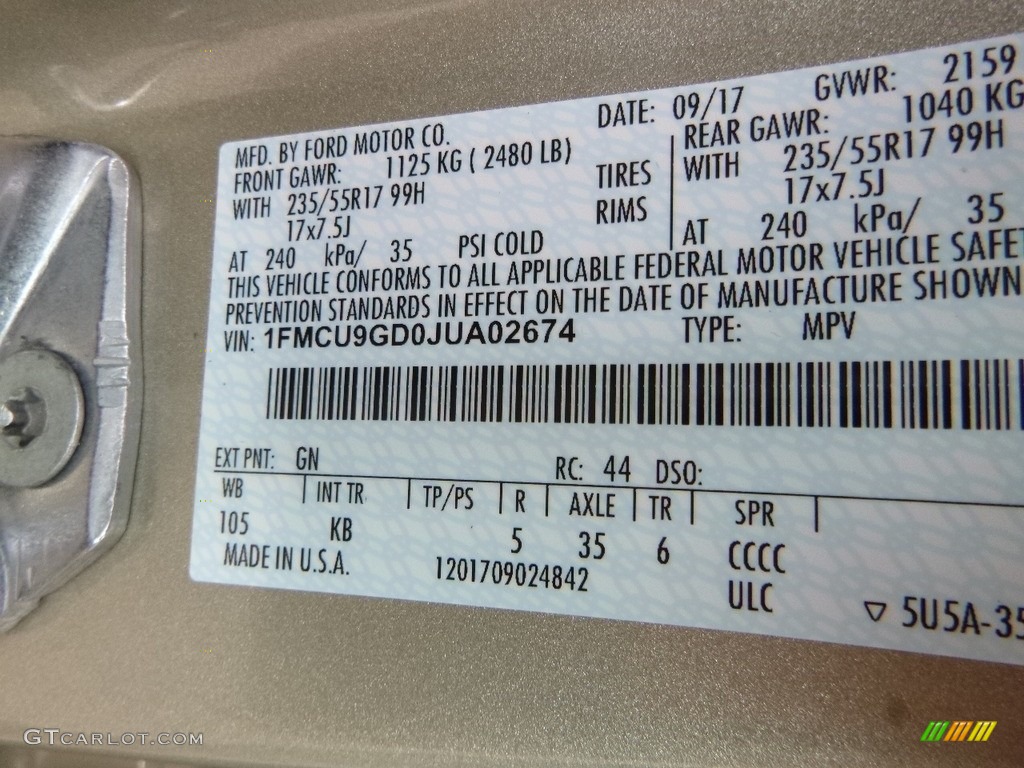 MFD. BY FORD MOTOR CO. DATE: 09/17 GVWR: 2159
FRONT GAWR: 1125 KG ( 2480 LB) REAR GAWR: 1040 KG
WITH 235/55R17 99H TIRES WITH 235/55R17 99H
17x7.5J RIMS 17x7.5J
AT 240 kPa/ 35 PSI COLD AT 240 kPa/ 35
THIS VEHICLE CONFORMS TO ALL APPLICABLE FEDERAL MOTOR VEHICLE SAFET
PREVENTION STANDARDS IN EFFECT ON THE DATE OF MANUFACTURE SHOWN
VIN: 1FMCU9GD0JUA02674 TYPE: MPV
EXT PNT: GN RC: 44 DSO:
WB INT TR TP/PS R AXLE TR SPR
105 KB 5 35 6 CCCC
MADE IN U.S.A. 1201709024842 ULC
▽ 5U5A-35
GTCARLOT.COM